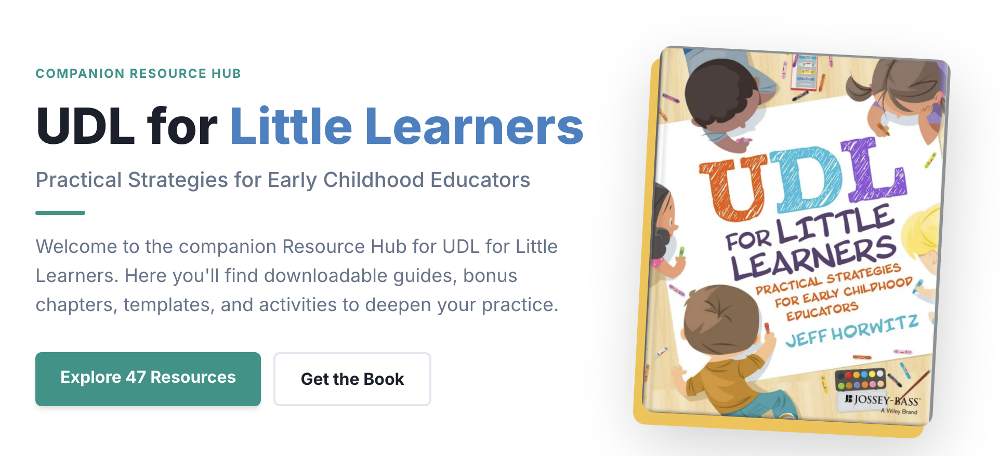 COMPANION RESOURCE HUB
UDL for Little Learners
Practical Strategies for Early Childhood Educators
Welcome to the companion Resource Hub for UDL for Little
Learners. Here you'll find downloadable guides, bonus
chapters, templates, and activities to deepen your practice.
Explore 47 Resources
Get the Book
UDL
FOR LITTLE
LEARNERS
PRACTICAL STRATEGIES
FOR EARLY CHILDHOOD
EDUCATORS
JEFF HORWITZ
JB JOSSEY-BASS™
A Wiley Brand